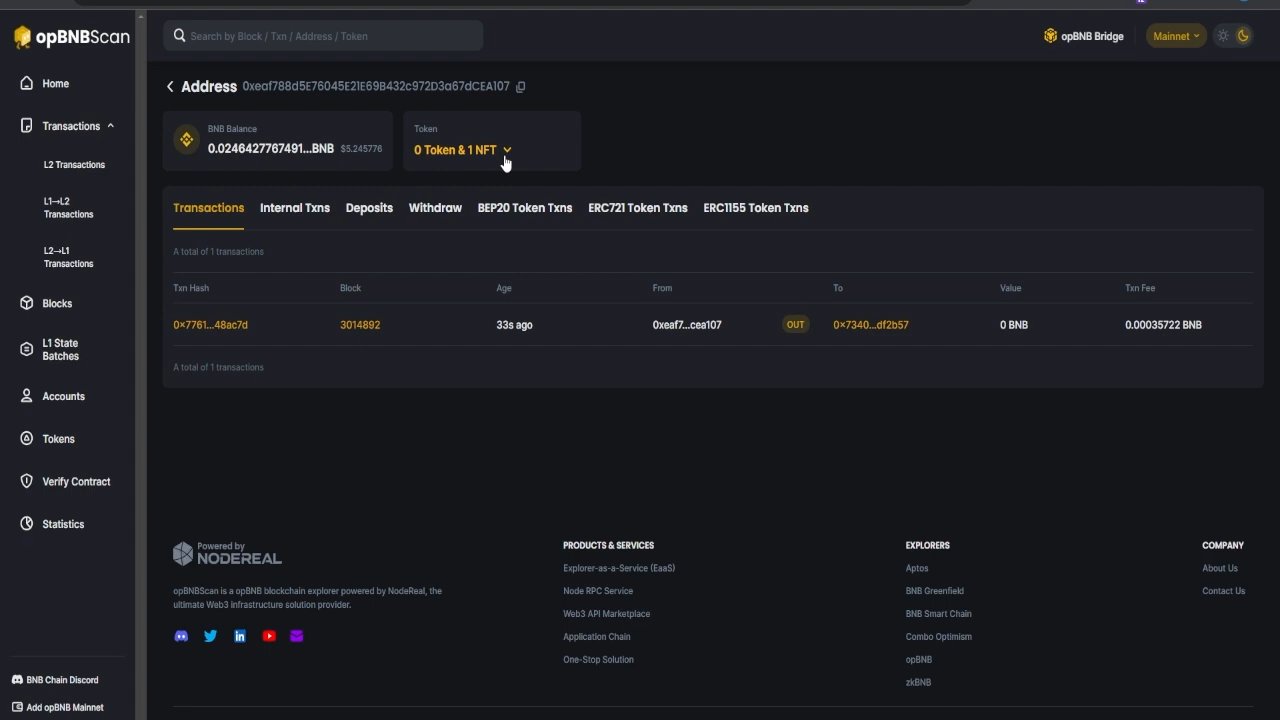 opBNBScan
Search by Block / Txn / Address / Token
opBNB Bridge
Mainnet
Home
Transactions
L2 Transactions
L1→L2
Transactions
L2→L1
Transactions
Blocks
L1 State
Batches
Accounts
Tokens
Verify Contract
Statistics
BNB Chain Discord
Add opBNB Mainnet
Address 0xeaf788d5E76045E21E69B432c972D3a67dCEA107
BNB Balance
0.0246427767491...BNB $5.245776
Token
0 Token & 1 NFT
Transactions Internal Txns Deposits Withdraw BEP20 Token Txns ERC721 Token Txns ERC1155 Token Txns
A total of 1 transactions
Txn Hash Block Age From To Value Txn Fee
0×7761...48ac7d 3014892 33s ago 0xeaf7...cea107 OUT 0×7340...df2b57 0 BNB 0.00035722 BNB
A total of 1 transactions
Powered by
NODEREAL
opBNBScan is a opBNB blockchain explorer powered by NodeReal, the
ultimate Web3 infrastructure solution provider.
PRODUCTS & SERVICES
Explorer-as-a-Service (EaaS)
Node RPC Service
Web3 API Marketplace
Application Chain
One-Stop Solution
EXPLORERS
Aptos
BNB Greenfield
BNB Smart Chain
Combo Optimism
opBNB
zkBNB
COMPANY
About Us
Contact Us